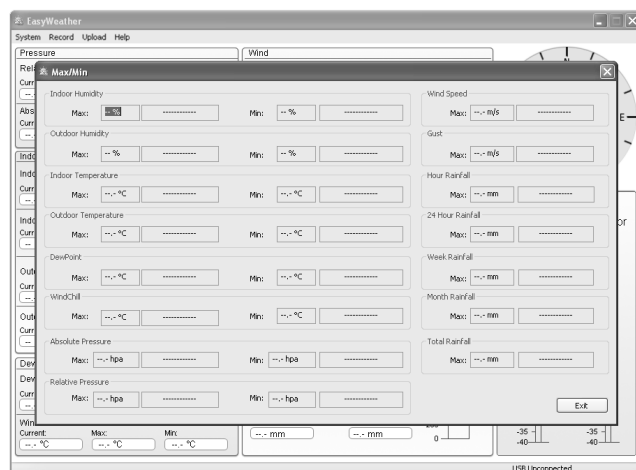 EasyWeather
System Record Upload Help
Pressure
Wind
N
Max/Min
Indoor Humidity
Max: -- % ------------ Min: -- % ------------
Outdoor Humidity
Max: -- % ------------ Min: -- % ------------
Indoor Temperature
Max: --.- °C ------------ Min: --.- °C ------------
Outdoor Temperature
Max: --.- °C ------------ Min: --.- °C ------------
DewPoint
Max: --.- °C ------------ Min: --.- °C ------------
WindChill
Max: --.- °C ------------ Min: --.- °C ------------
Absolute Pressure
Max: --.- hpa ------------ Min: --.- hpa ------------
Relative Pressure
Max: --.- hpa ------------ Min: --.- hpa ------------
Wind Speed
Max: --.- m/s ------------
Gust
Max: --.- m/s ------------
Hour Rainfall
Max: --.- mm ------------
24 Hour Rainfall
Max: --.- mm ------------
Week Rainfall
Max: --.- mm ------------
Month Rainfall
Max: --.- mm ------------
Total Rainfall
Max: --.- mm ------------
Exit
E
Current: Max: Min:
--.- °C --.- °C --.- °C
--.- mm --.- mm
0
-35 -35
-40 -40
USB Unconnected